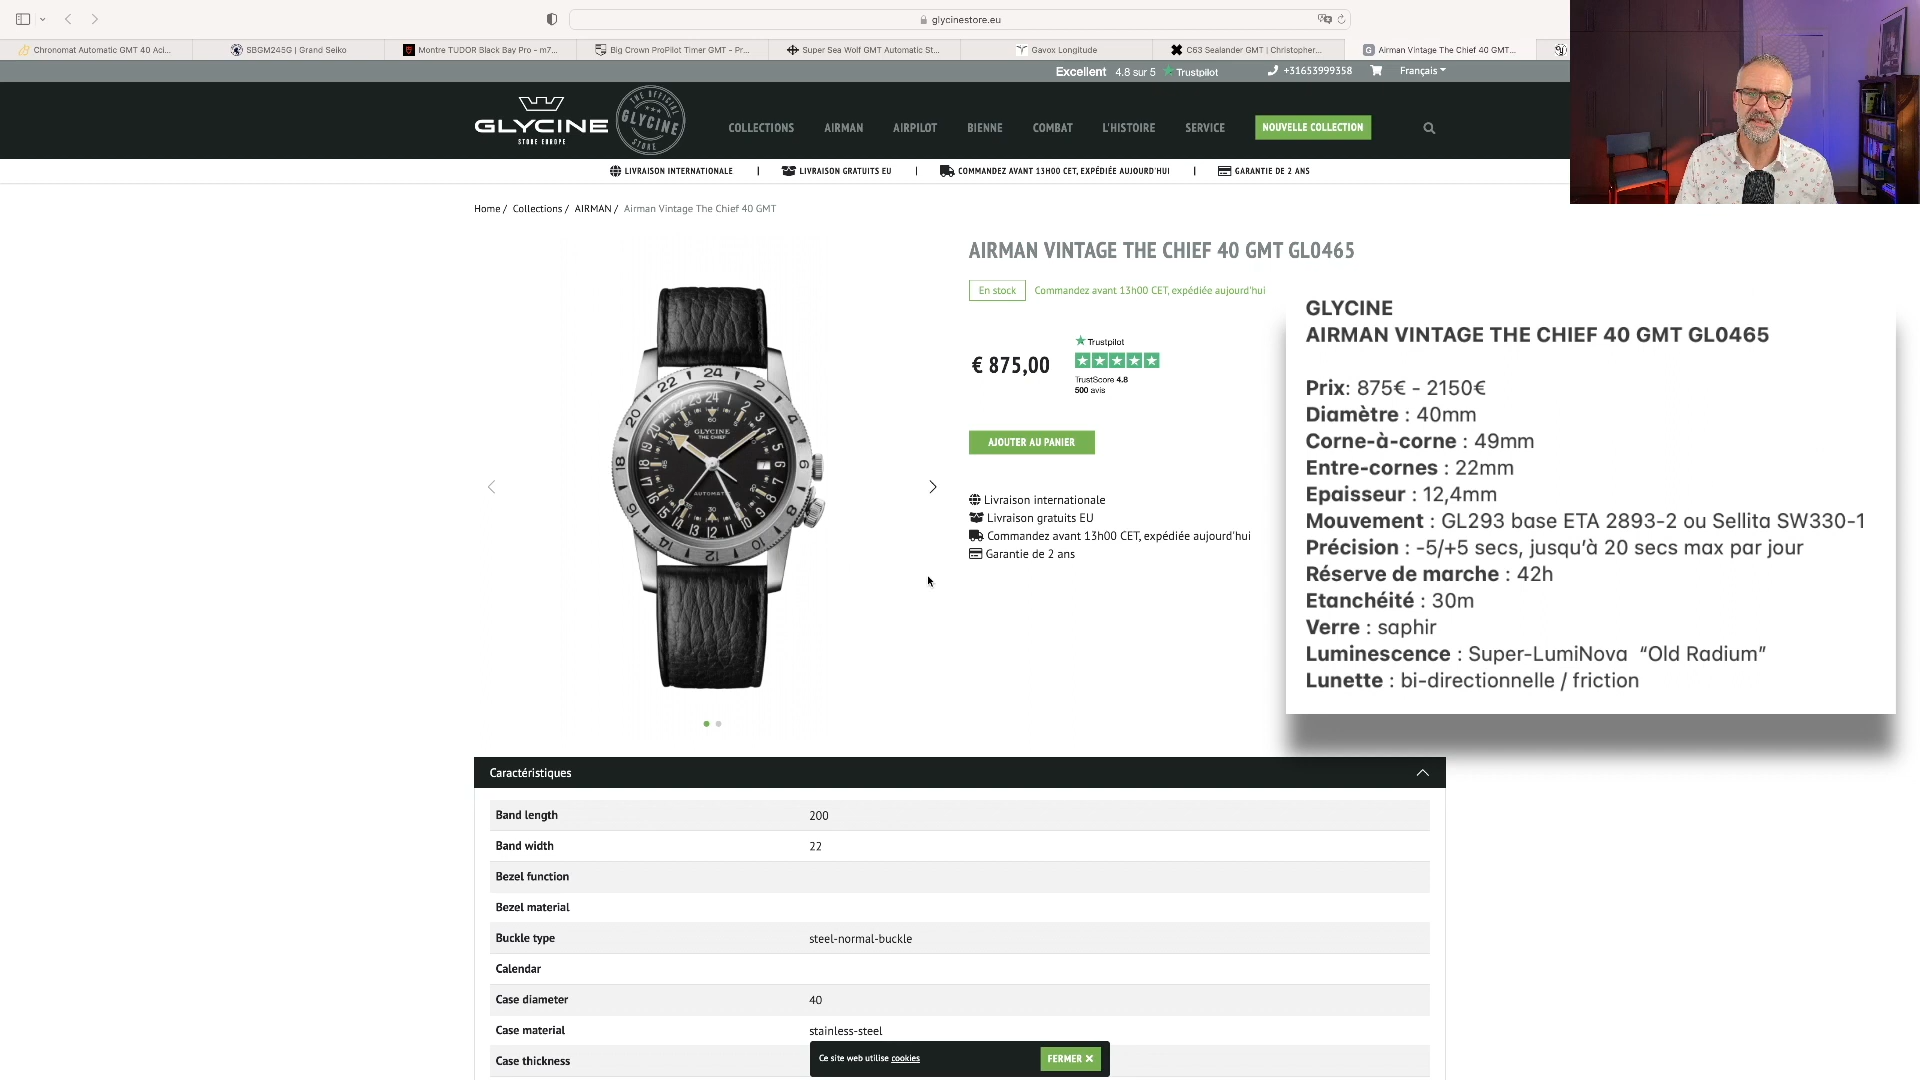 glycinestore.eu
Chronomat Automatic GMT 40 Aci...
SBGM245G | Grand Seiko
Montre TUDOR Black Bay Pro - m7...
Big Crown ProPilot Timer GMT - Pr...
Super Sea Wolf GMT Automatic St...
Gavox Longitude
C63 Sealander GMT | Christopher...
Airman Vintage The Chief 40 GMT...
Excellent 4.8 sur 5 Trustpilot
+31653999358
Français
GLYCINE
STORE EUROPE
THE OFFICIAL
GLYCINE
STORE
COLLECTIONS
AIRMAN
AIRPILOT
BIENNE
COMBAT
L'HISTOIRE
SERVICE
NOUVELLE COLLECTION
LIVRAISON INTERNATIONALE
LIVRAISON GRATUITS EU
COMMANDEZ AVANT 13H00 CET, EXPÉDIÉE AUJOURD'HUI
GARANTIE DE 2 ANS
Home / Collections / AIRMAN / Airman Vintage The Chief 40 GMT
AIRMAN VINTAGE THE CHIEF 40 GMT GL0465
En stock
Commandez avant 13h00 CET, expédiée aujourd'hui
€ 875,00
Trustpilot
TrustScore 4.8
500 avis
AJOUTER AU PANIER
Livraison internationale
Livraison gratuits EU
Commandez avant 13h00 CET, expédiée aujourd'hui
Garantie de 2 ans
GLYCINE
THE CHIEF
AUTOMATIC
GLYCINE
AIRMAN VINTAGE THE CHIEF 40 GMT GL0465
Prix: 875€ - 2150€
Diamètre : 40mm
Corne-à-corne : 49mm
Entre-cornes : 22mm
Epaisseur : 12,4mm
Mouvement : GL293 base ETA 2893-2 ou Sellita SW330-1
Précision : -5/+5 secs, jusqu'à 20 secs max par jour
Réserve de marche : 42h
Etanchéité : 30m
Verre : saphir
Luminescence : Super-LumiNova “Old Radium”
Lunette : bi-directionnelle / friction
Caractéristiques
Band length 200
Band width 22
Bezel function
Bezel material
Buckle type steel-normal-buckle
Calendar
Case diameter 40
Case material stainless-steel
Case thickness
Ce site web utilise cookies
FERMER ✕